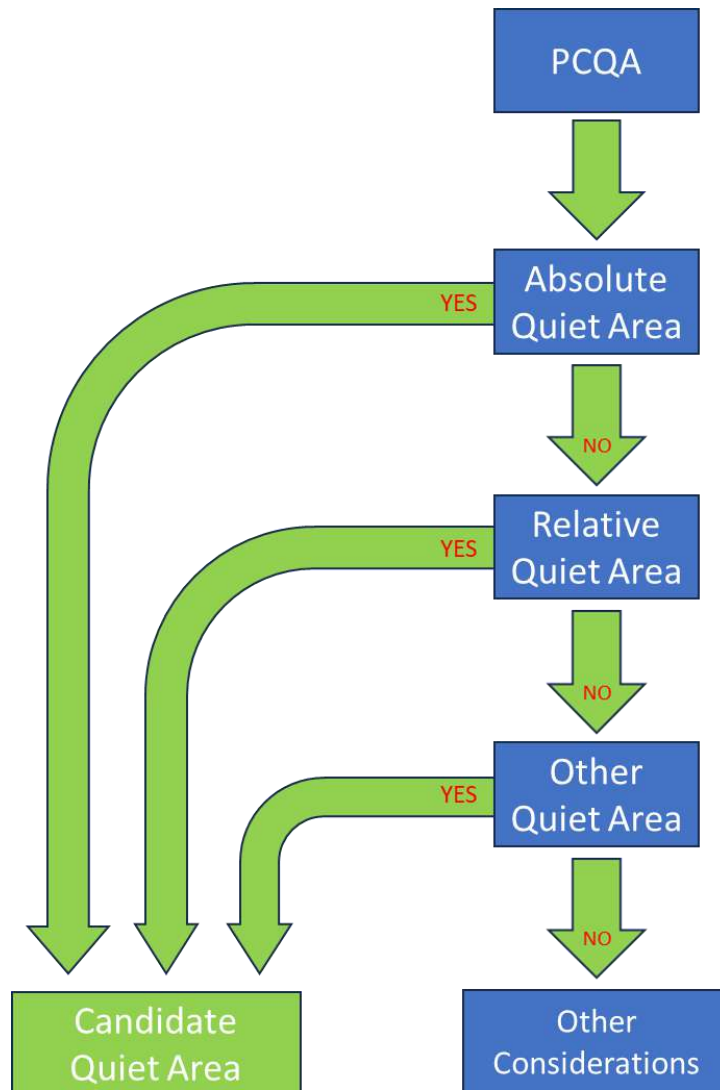 PCQA
Absolute
Quiet Area
YES
NO
Relative
Quiet Area
YES
NO
Other
Quiet Area
YES
NO
Candidate
Quiet Area
Other
Considerations